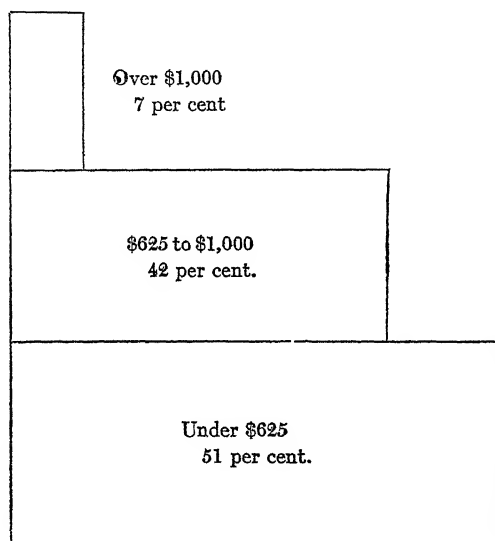 Over $1,000
7 per cent
$625 to $1,000
42 per cent.
Under $625
51 per cent.